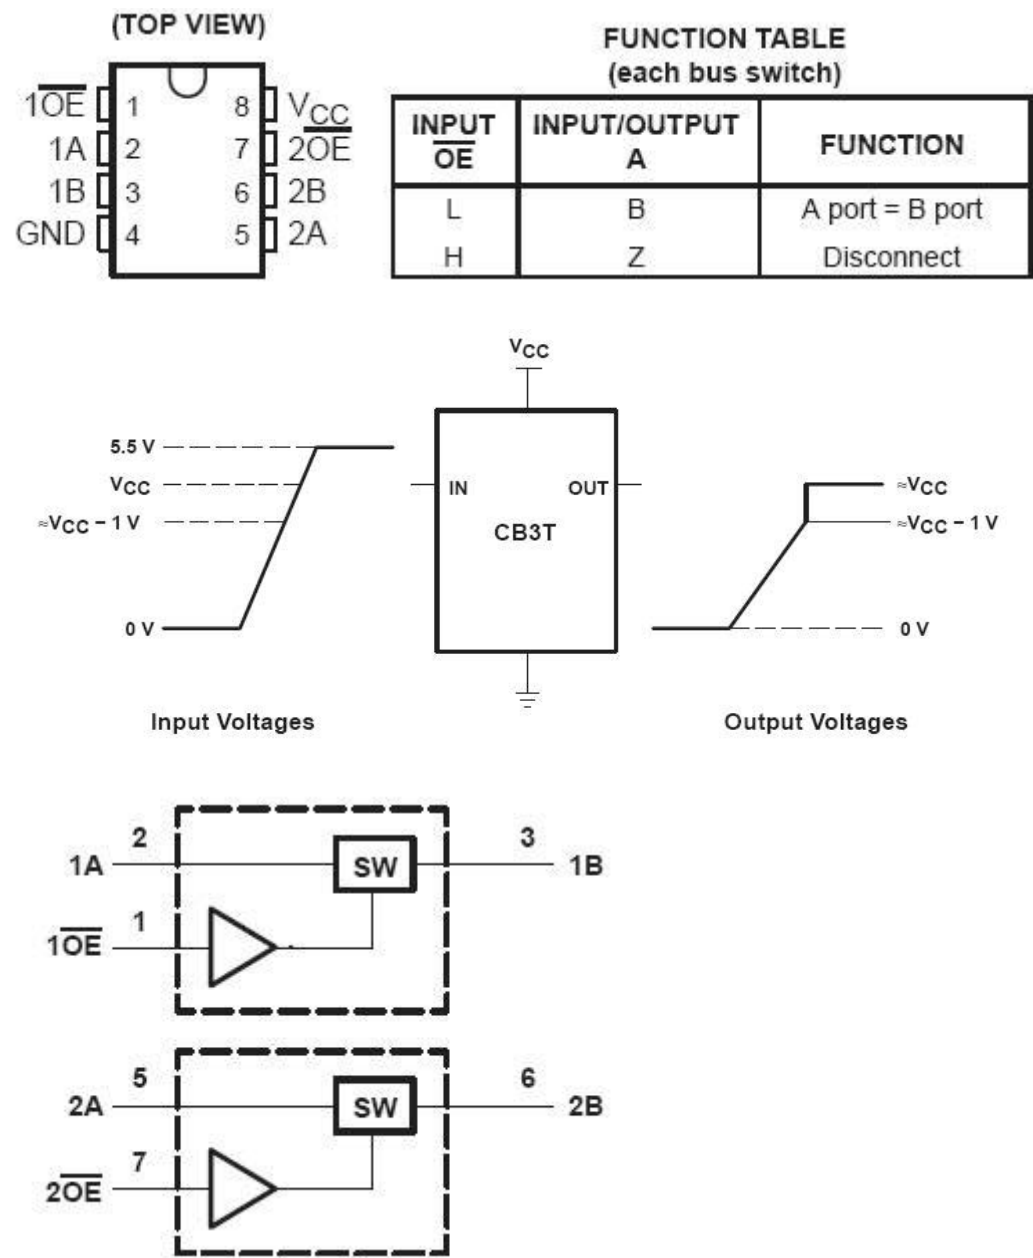 (TOP VIEW)
1OE 1 8 VCC
1A 2 7 2OE
1B 3 6 2B
GND 4 5 2A
FUNCTION TABLE
(each bus switch)
INPUT OE INPUT/OUTPUT A FUNCTION
L B A port = B port
H Z Disconnect
VCC
5.5 V
VCC
≈VCC – 1 V
0 V
IN OUT
CB3T
≈VCC
≈VCC – 1 V
0 V
Input Voltages
Output Voltages
1A 2 SW 3 1B
1OE 1
2A 5 SW 6 2B
2OE 7